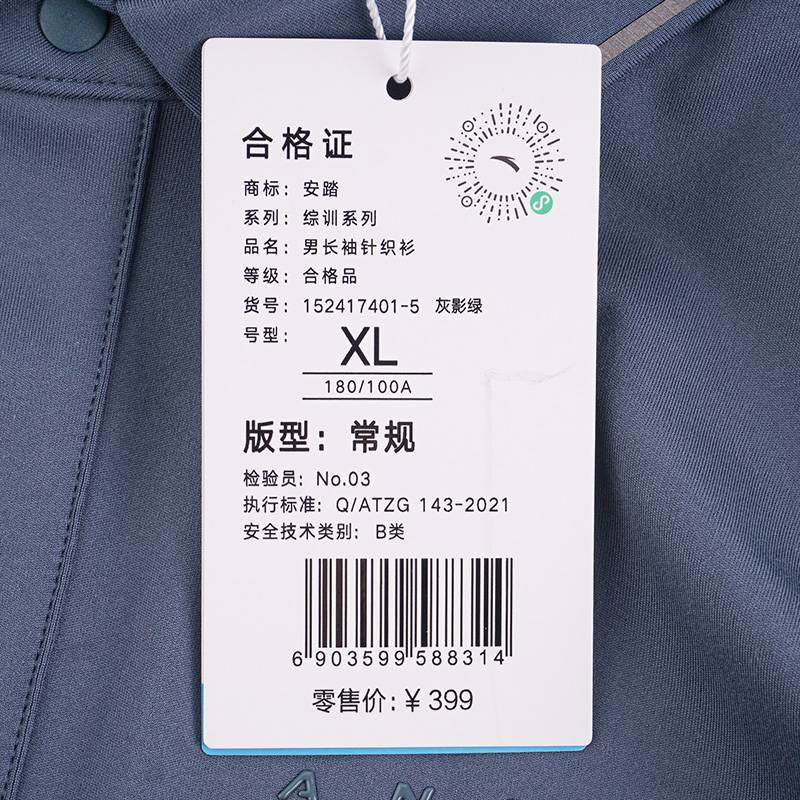 合格证
商标：安踏
系列：综训系列
品名：男长袖针织衫
等级：合格品
货号：152417401-5 灰影绿
号型：XL
180/100A
版型：常规
检验员：No.03
执行标准：Q/ATZG 143-2021
安全技术类别：B类
6 903599 588314
零售价：¥ 399
A N